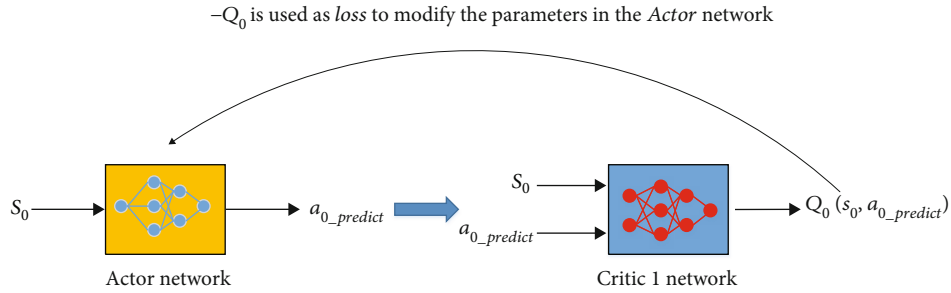 –Q0 is used as loss to modify the parameters in the Actor network
S0
a0_predict
S0
a0_predict
Q0 (s0, a0_predict)
Actor network
Critic 1 network